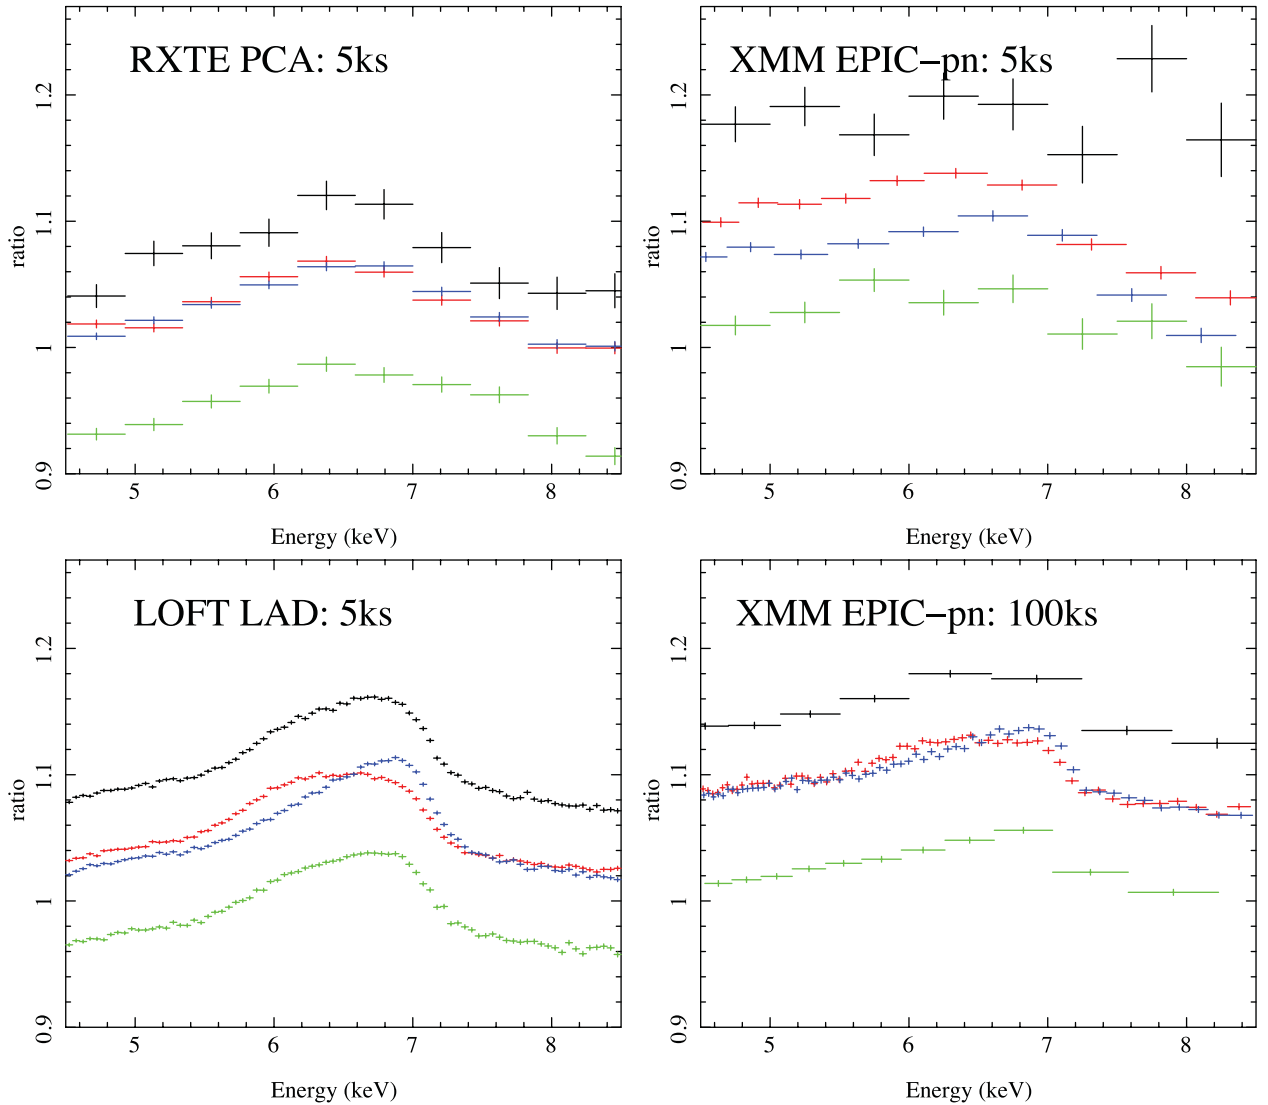 RXTE PCA: 5ks
1.2
1.1
1
0.9
ratio
5 6 7 8
Energy (keV)
XMM EPIC−pn: 5ks
1.2
1.1
1
0.9
ratio
5 6 7 8
Energy (keV)
LOFT LAD: 5ks
1.2
1.1
1
0.9
ratio
5 6 7 8
Energy (keV)
XMM EPIC−pn: 100ks
1.2
1.1
1
0.9
ratio
5 6 7 8
Energy (keV)